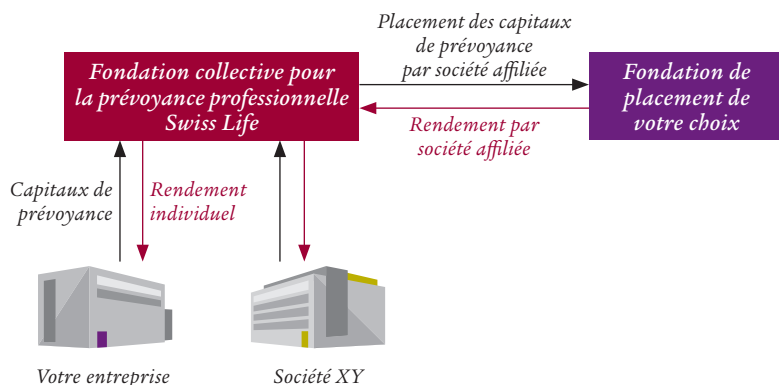 Placement des capitaux
de prévoyance
par société affiliée
Fondation collective pour
la prévoyance professionnelle
Swiss Life
Fondation de
placement de
votre choix
Rendement par
société affiliée
Capitaux de
prévoyance
Rendement
individuel
Votre entreprise
Société XY